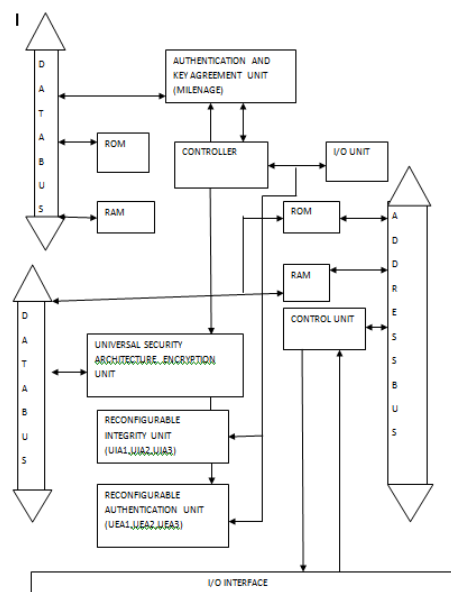 I
D
A
T
A
B
U
S
AUTHENTICATION AND
KEY AGREEMENT UNIT
(MILENAGE)
ROM
CONTROLLER
I/O UNIT
RAM
ROM
A
D
D
R
E
S
S
B
U
S
RAM
CONTROL UNIT
D
A
T
A
B
U
S
UNIVERSAL SECURITY
ARCHITECTURE ENCRYPTION
UNIT
RECONFIGURABLE
INTEGRITY UNIT
(UIA1,UIA2,UIA3)
RECONFIGURABLE
AUTHENTICATION UNIT
(UEA1,UEA2,UEA3)
I/O INTERFACE